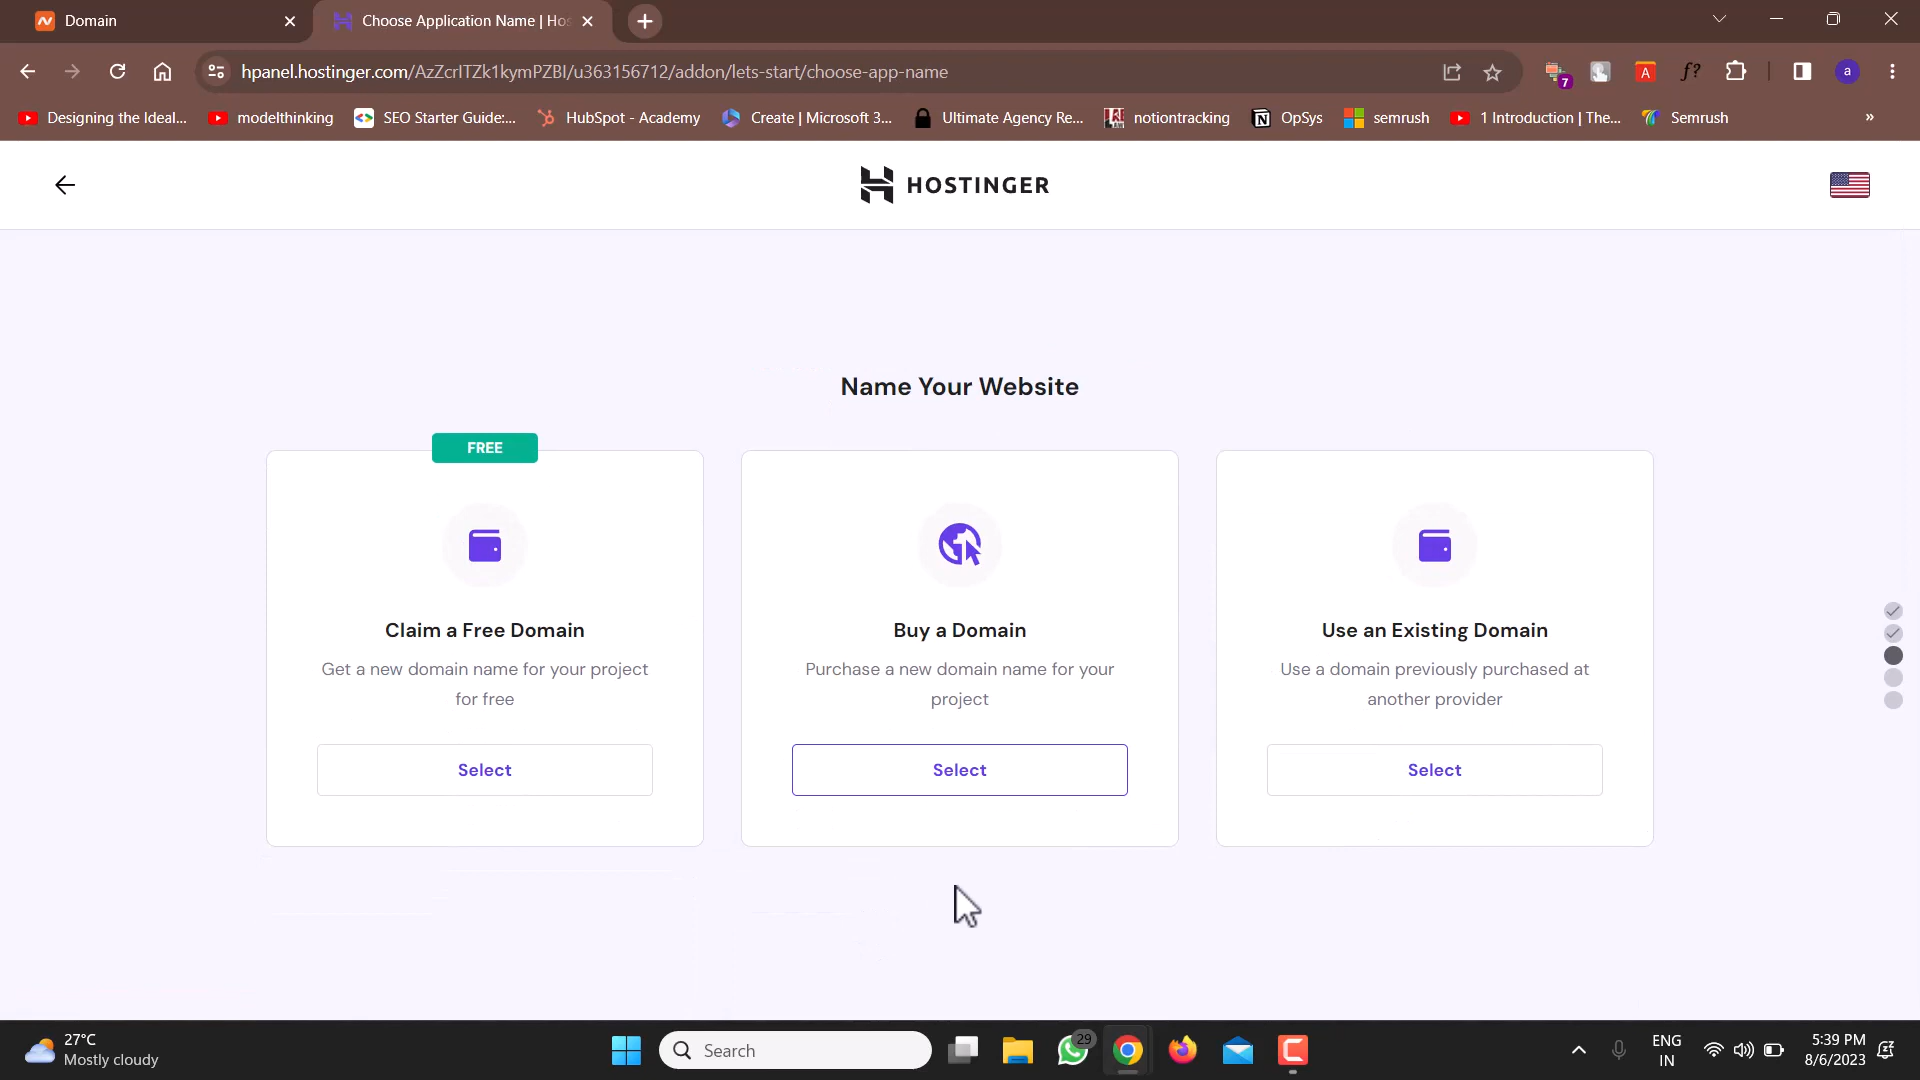 Domain
Choose Application Name | Hos
hpanel.hostinger.com/AzZcrITZk1kymPZBI/u363156712/addon/lets-start/choose-app-name
7
A
f?
a
Designing the Ideal...
modelthinking
SEO Starter Guide:...
HubSpot - Academy
Create | Microsoft 3...
Ultimate Agency Re...
notiontracking
OpSys
semrush
1 Introduction | The...
Semrush
»
HOSTINGER
Name Your Website
FREE
Claim a Free Domain
Get a new domain name for your project
for free
Select
Buy a Domain
Purchase a new domain name for your
project
Select
Use an Existing Domain
Use a domain previously purchased at
another provider
Select
27°C
Mostly cloudy
Search
29
ENG
IN
5:39 PM
8/6/2023